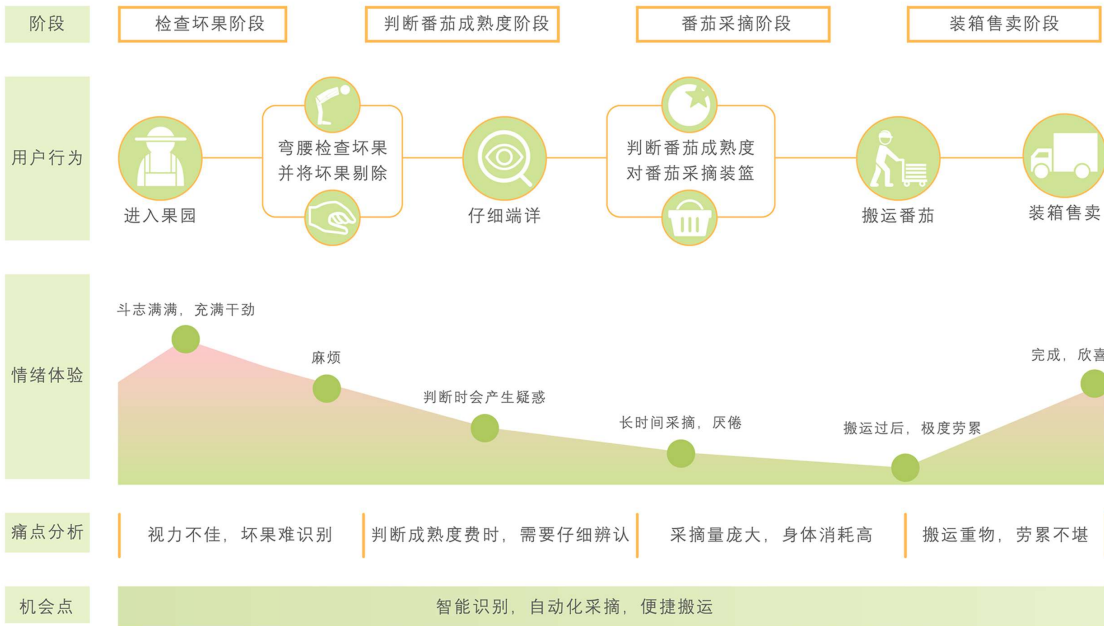 阶段
检查坏果阶段
判断番茄成熟度阶段
番茄采摘阶段
装箱售卖阶段
用户行为
进入果园
弯腰检查坏果
并将坏果剔除
仔细端详
判断番茄成熟度
对番茄采摘装篮
搬运番茄
装箱售卖
情绪体验
斗志满满，充满干劲
麻烦
判断时会产生疑惑
长时间采摘，厌倦
搬运过后，极度劳累
完成，欣喜
痛点分析
视力不佳，坏果难识别
判断成熟度费时，需要仔细辨认
采摘量庞大，身体消耗高
搬运重物，劳累不堪
机会点
智能识别，自动化采摘，便捷搬运